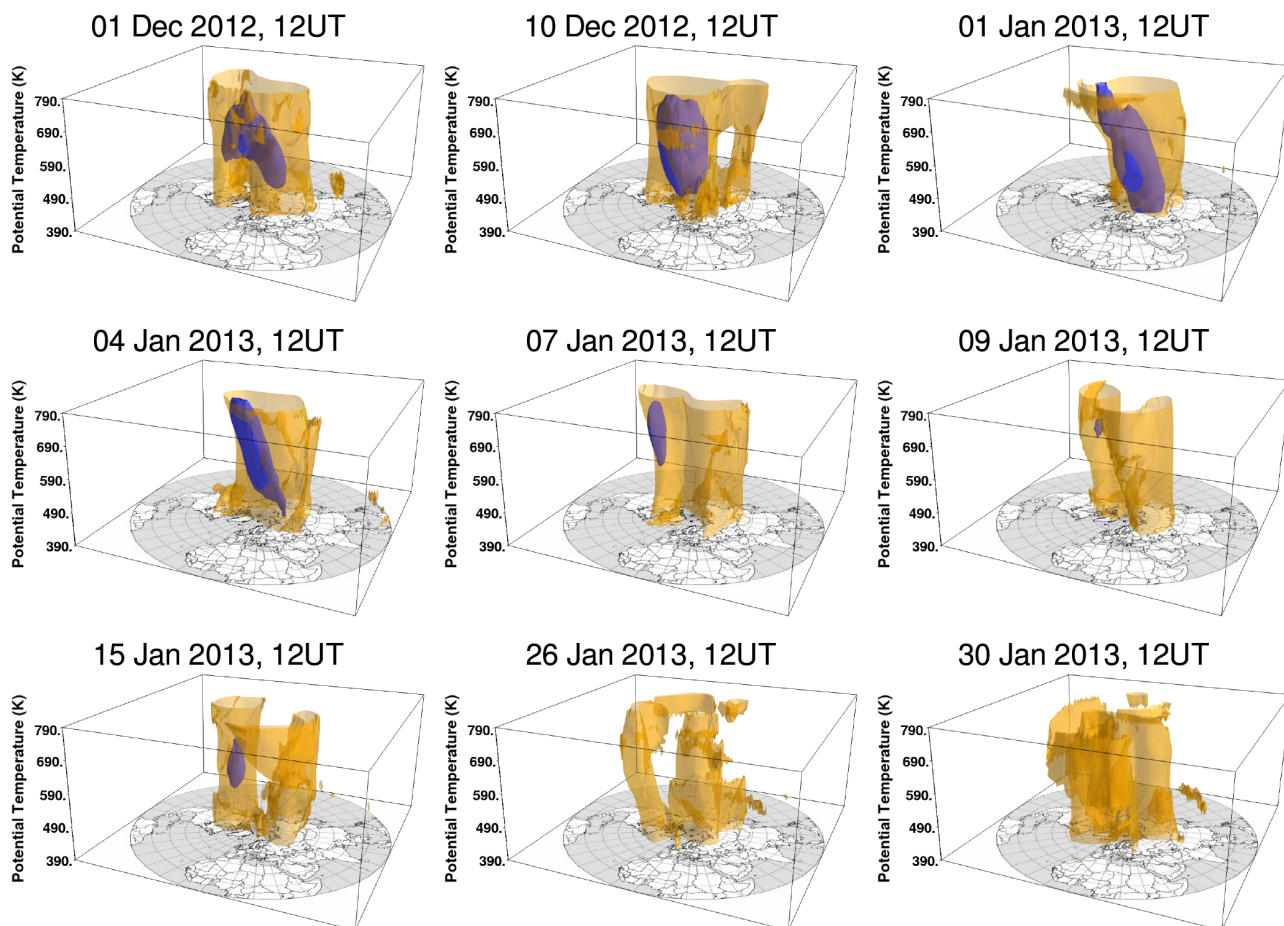 01 Dec 2012, 12UT
10 Dec 2012, 12UT
01 Jan 2013, 12UT
Potential Temperature (K)
790.
690.
590.
490.
390.
Potential Temperature (K)
790.
690.
590.
490.
390.
Potential Temperature (K)
790.
690.
590.
490.
390.
04 Jan 2013, 12UT
07 Jan 2013, 12UT
09 Jan 2013, 12UT
Potential Temperature (K)
790.
690.
590.
490.
390.
Potential Temperature (K)
790.
690.
590.
490.
390.
Potential Temperature (K)
790.
690.
590.
490.
390.
15 Jan 2013, 12UT
26 Jan 2013, 12UT
30 Jan 2013, 12UT
Potential Temperature (K)
790.
690.
590.
490.
390.
Potential Temperature (K)
790.
690.
590.
490.
390.
Potential Temperature (K)
790.
690.
590.
490.
390.